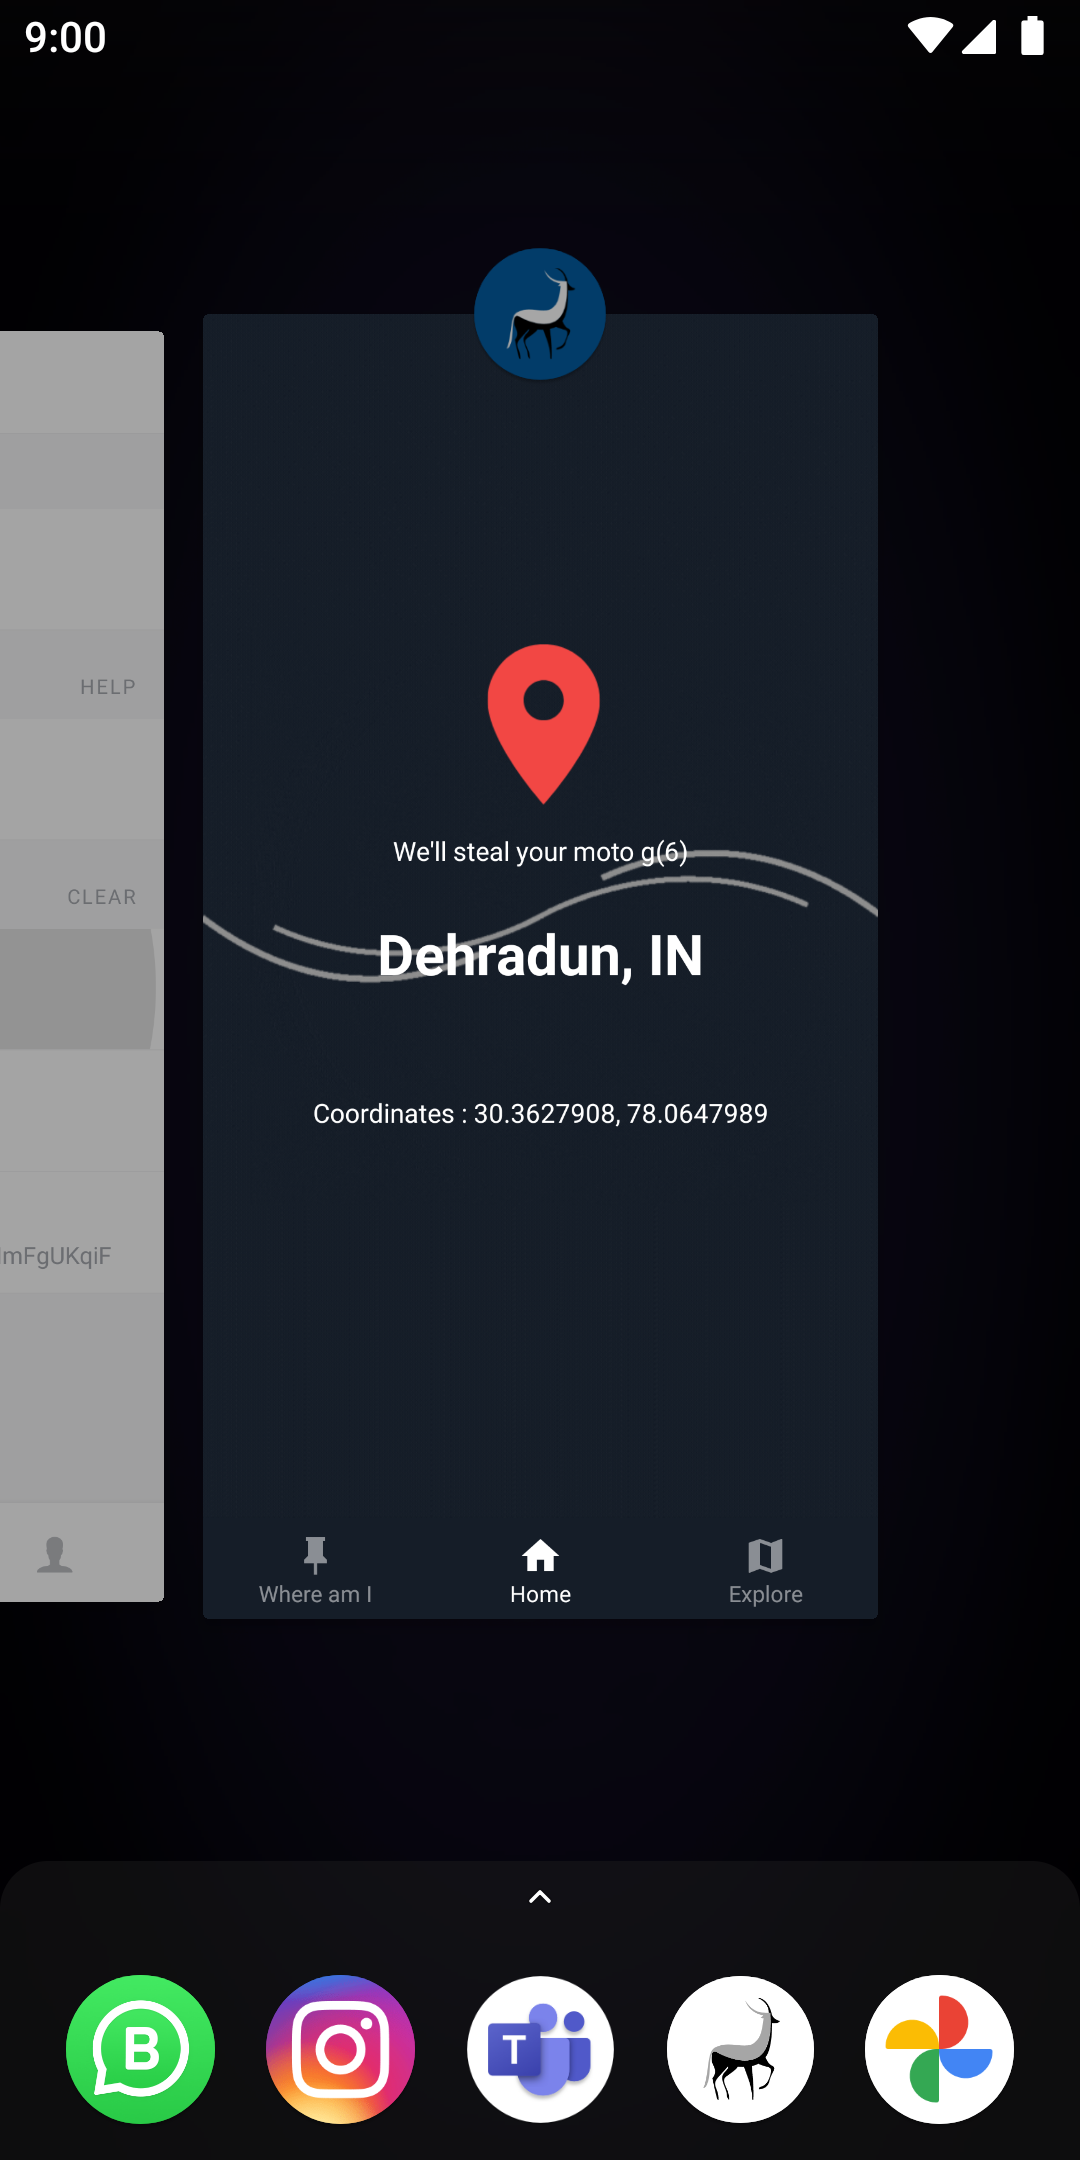 9:00
HELP
CLEAR
mFgUKqiF
We'll steal your moto g(6)
Dehradun, IN
Coordinates : 30.3627908, 78.0647989
Where am I
Home
Explore
B
T